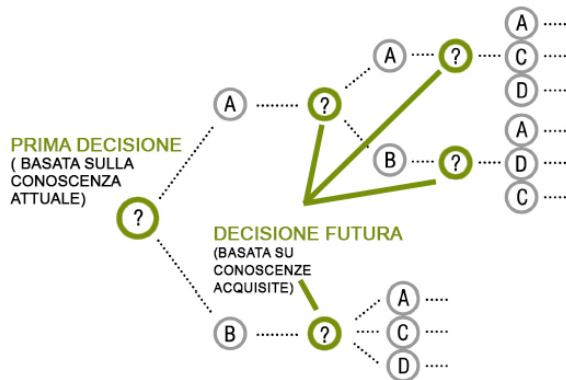 A
A
?
C
A
?
D
A
PRIMA DECISIONE
( BASATA SULLA
CONOSCENZA
ATTUALE)
B
?
D
C
?
DECISIONE FUTURA
(BASATA SU
CONOSCENZE
ACQUISITE)
A
B
?
C
D